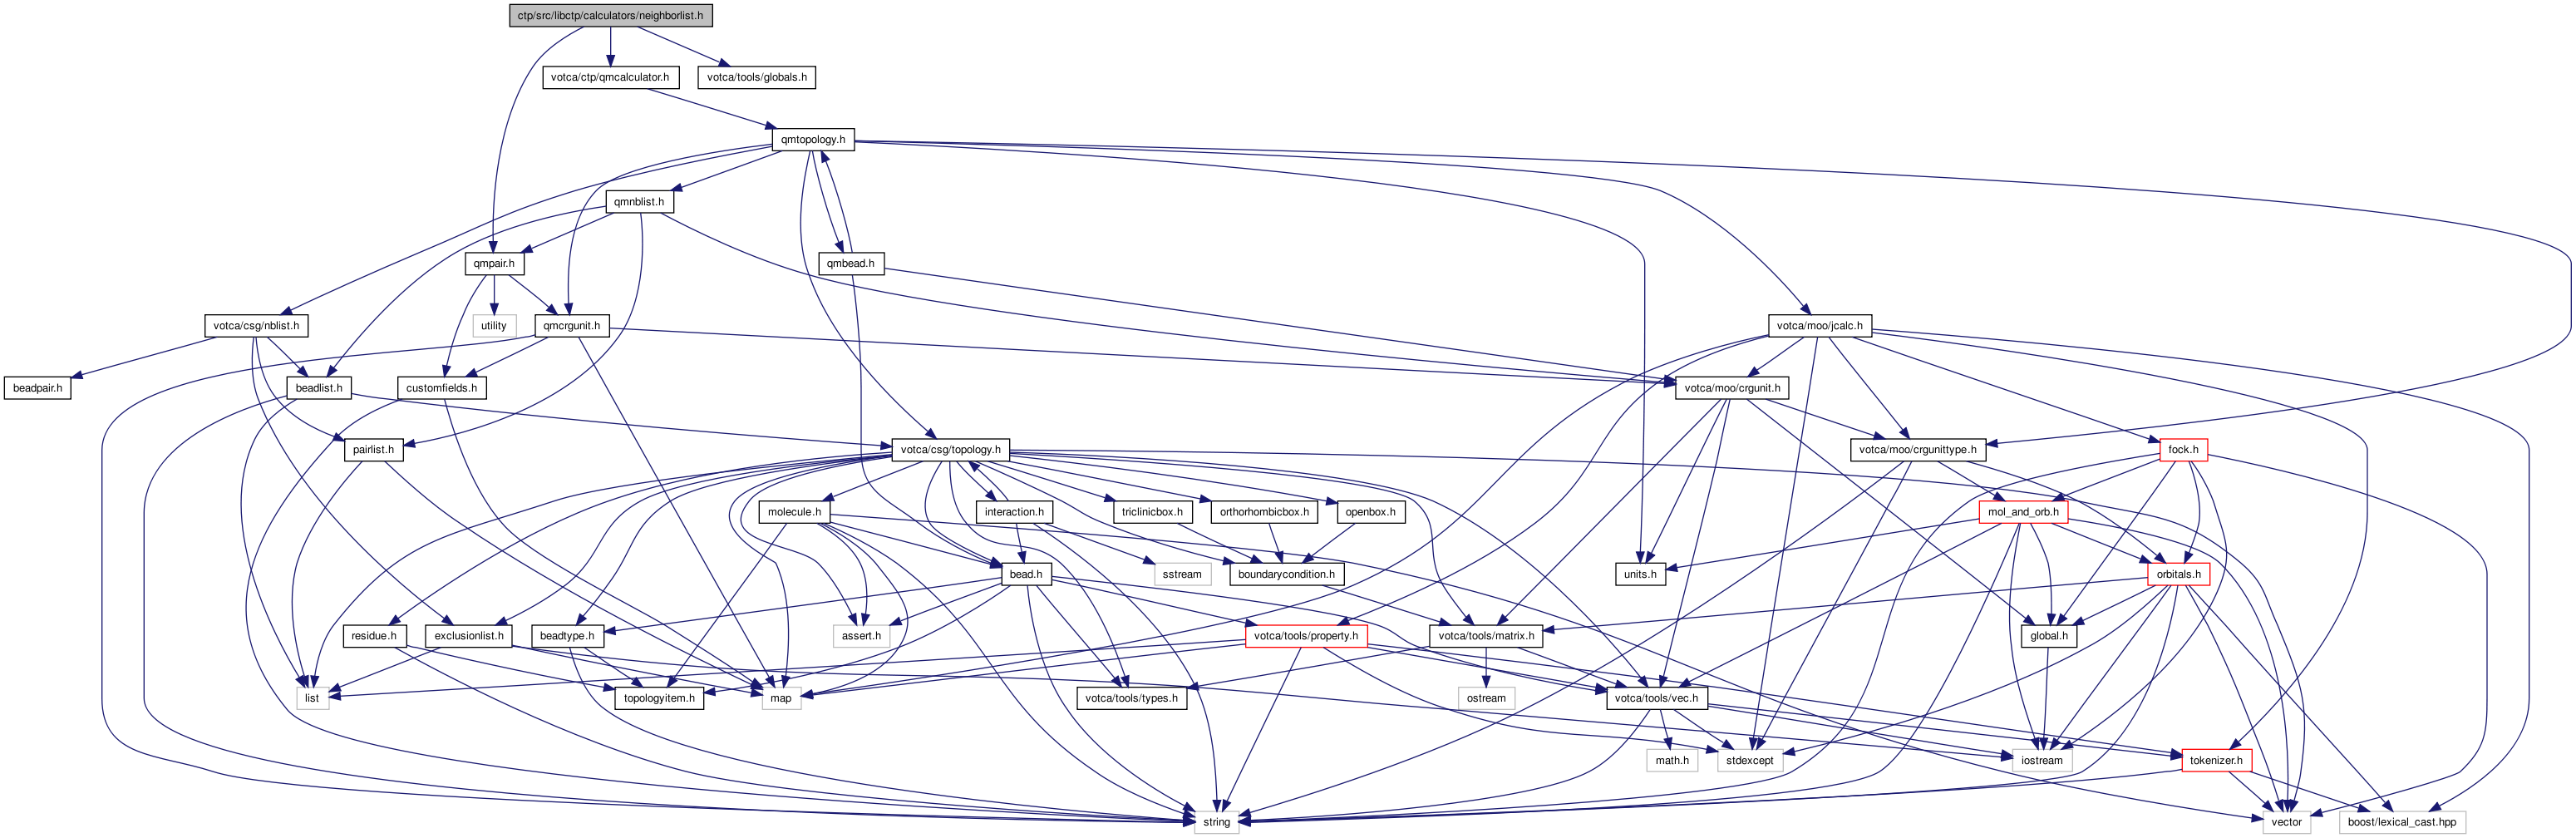 ctp/src/libctp/calculators/neighborlist.h
votca/ctp/qmcalculator.h
votca/tools/globals.h
qmtopology.h
qmnblist.h
qmpair.h
qmbead.h
votca/csg/nblist.h
utility
qmcrgunit.h
votca/moo/jcalc.h
beadpair.h
beadlist.h
customfields.h
votca/moo/crgunit.h
pairlist.h
votca/csg/topology.h
votca/moo/crgunittype.h
fock.h
molecule.h
interaction.h
triclinicbox.h
orthorhombicbox.h
openbox.h
mol_and_orb.h
bead.h
sstream
boundarycondition.h
units.h
orbitals.h
residue.h
exclusionlist.h
beadtype.h
assert.h
votca/tools/property.h
votca/tools/matrix.h
global.h
list
topologyitem.h
map
votca/tools/types.h
ostream
votca/tools/vec.h
math.h
stdexcept
iostream
tokenizer.h
string
vector
boost/lexical_cast.hpp